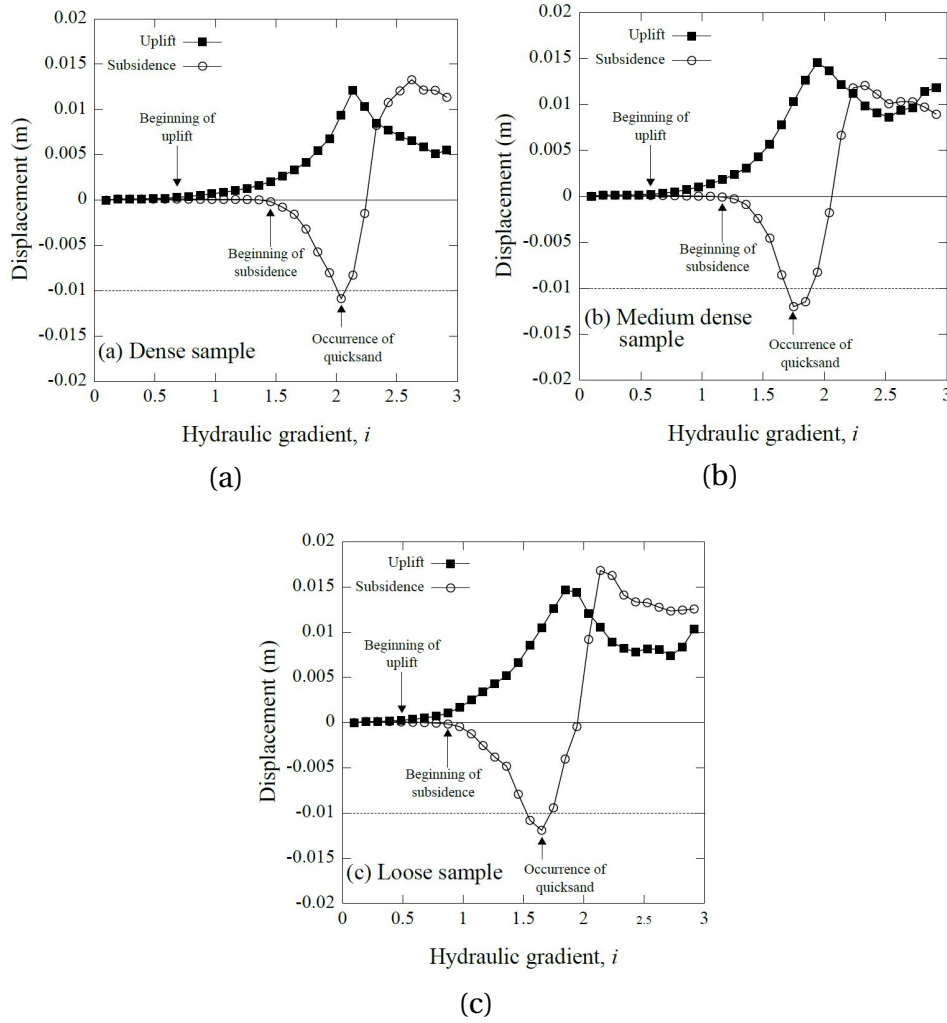 0.02
0.015
0.01
0.005
0
-0.005
-0.01
-0.015
-0.02
Displacement (m)
Uplift
Subsidence
Beginning of
uplift
Beginning of
subsidence
Occurrence of
quicksand
(a) Dense sample
0 0.5 1 1.5 2 2.5 3
Hydraulic gradient, i
(a)
0.02
0.015
0.01
0.005
0
-0.005
-0.01
-0.015
-0.02
Displacement (m)
Uplift
Subsidence
Beginning of
uplift
Beginning of
subsidence
Occurrence of
quicksand
(b) Medium dense
sample
0 0.5 1 1.5 2 2.5 3
Hydraulic gradient, i
(b)
0.02
0.015
0.01
0.005
0
-0.005
-0.01
-0.015
-0.02
Displacement (m)
Uplift
Subsidence
Beginning of
uplift
Beginning of
subsidence
Occurrence of
quicksand
(c) Loose sample
0 0.5 1 1.5 2 2.5 3
Hydraulic gradient, i
(c)